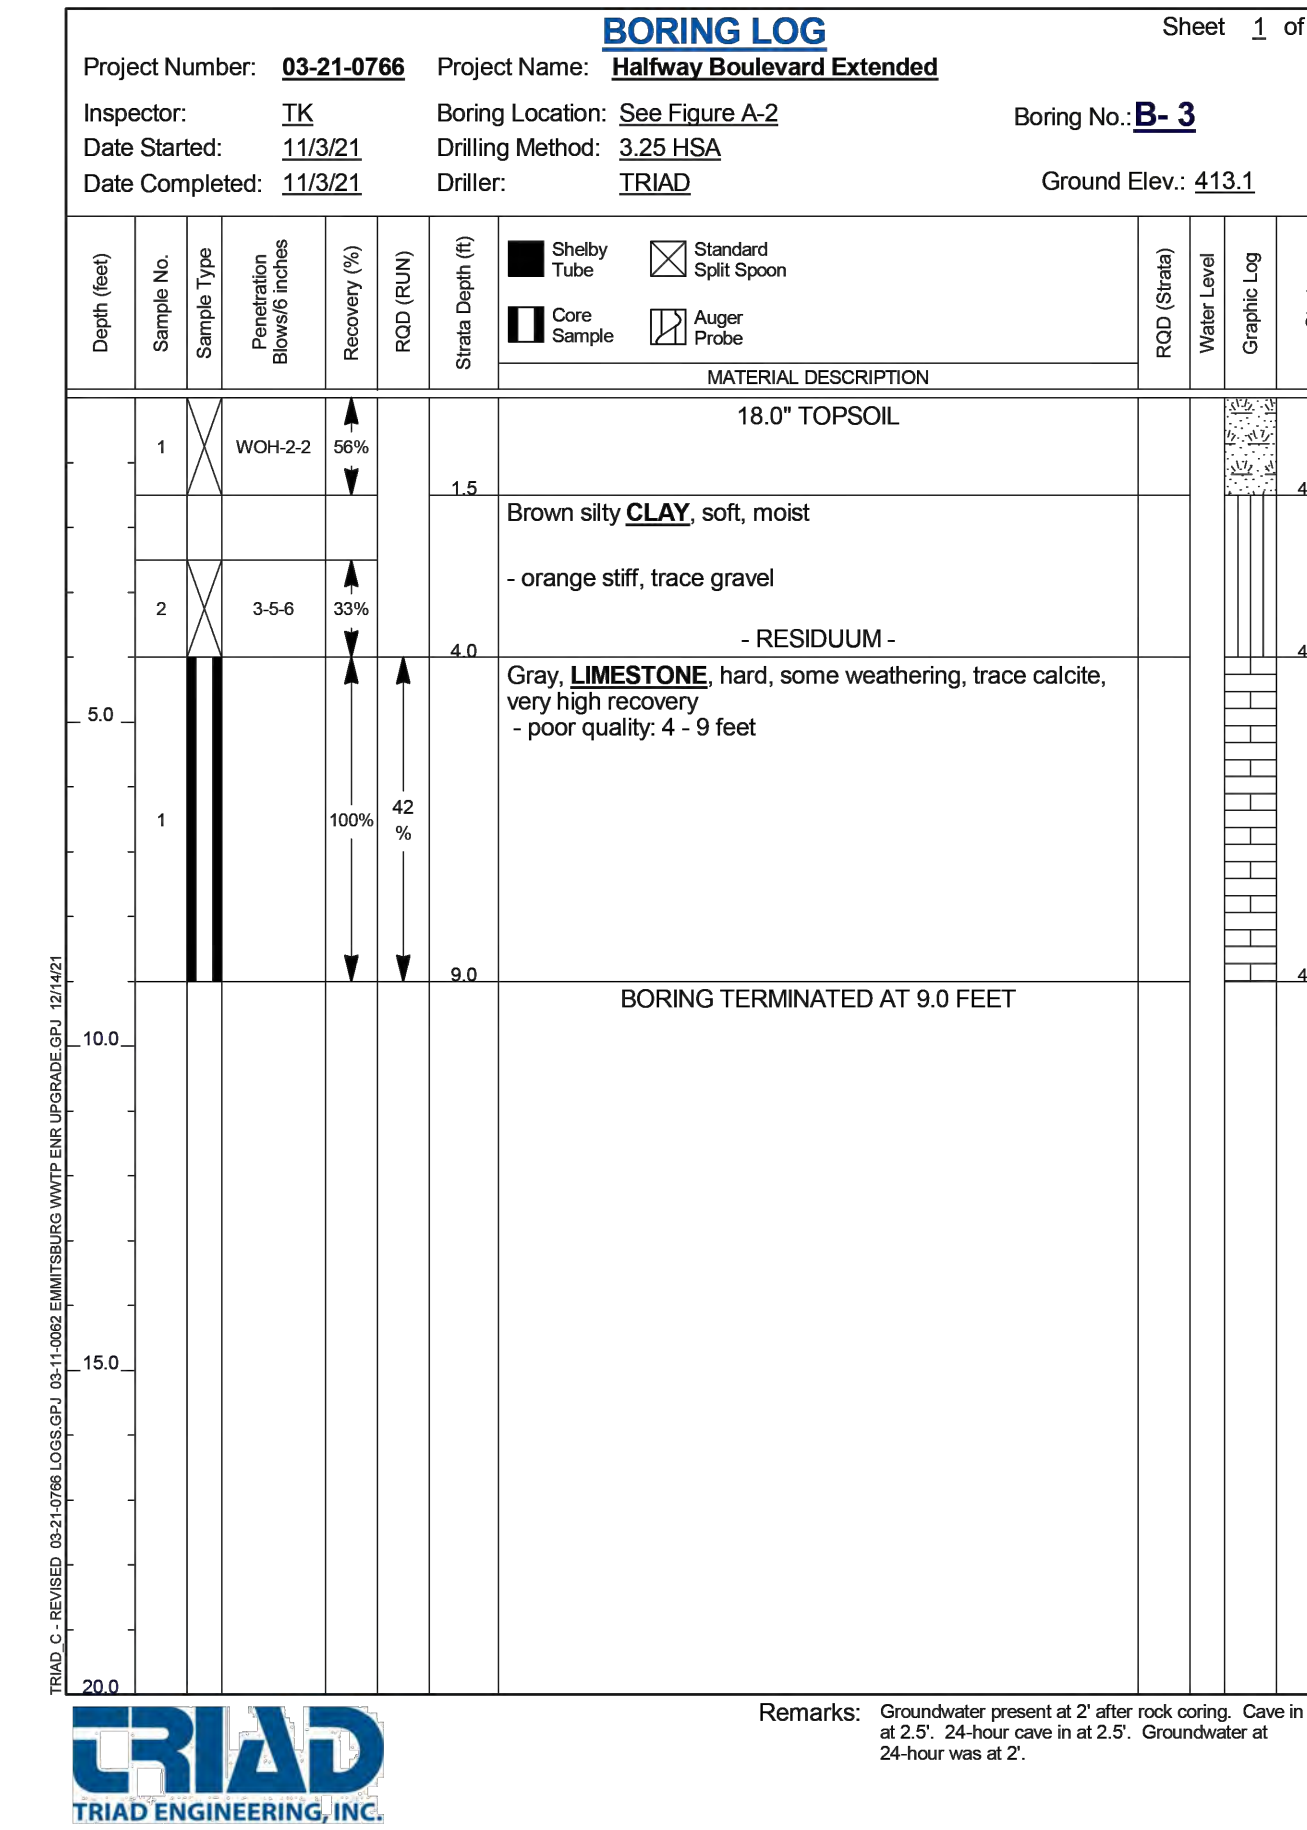 BORING LOG
Sheet 1 of
Project Number: 03-21-0766 Project Name: Halfway Boulevard Extended
Inspector: TK Boring Location: See Figure A-2
Boring No.: B- 3
Date Started: 11/3/21 Drilling Method: 3.25 HSA
Date Completed: 11/3/21 Driller: TRIAD Ground Elev.: 413.1
Depth (feet)
Sample No.
Sample Type
Penetration
Blows/6 inches
Recovery (%)
RQD (RUN)
Strata Depth (ft)
Shelby
Tube
Standard
Split Spoon
Core
Sample
Auger
Probe
MATERIAL DESCRIPTION
RQD (Strata)
Water Level
Graphic Log
18.0" TOPSOIL
1 WOH-2-2 56%
1.5 4
Brown silty CLAY, soft, moist
- orange stiff, trace gravel
2 3-5-6 33%
- RESIDUUM -
4.0 4
Gray, LIMESTONE, hard, some weathering, trace calcite,
very high recovery
5.0
- poor quality: 4 - 9 feet
1 100% 42
%
9.0 4
BORING TERMINATED AT 9.0 FEET
10.0
15.0
20.0
TRIAD_C - REVISED 03-21-0766 LOGS.GPJ 03-11-0062 EMMITSBURG WWTP ENR UPGRADE.GPJ 12/14/21
TRIAD
TRIAD ENGINEERING, INC.
Remarks: Groundwater present at 2' after rock coring. Cave in
at 2.5'. 24-hour cave in at 2.5'. Groundwater at
24-hour was at 2'.